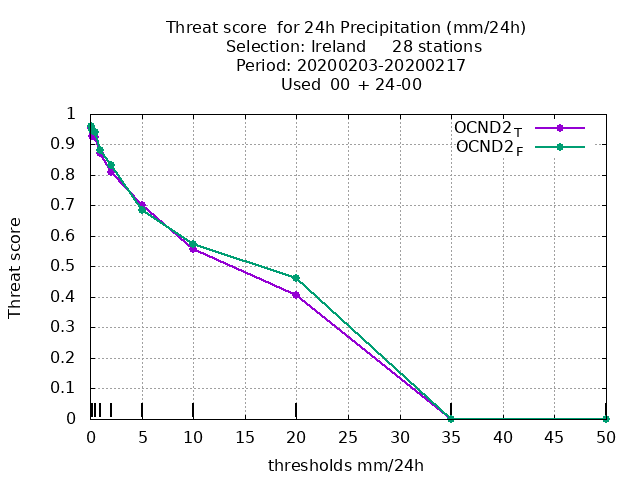 Threat score  for 24h Precipitation (mm/24h)
Selection: Ireland     28 stations
Period: 20200203-20200217
Used  00 + 24-00
OCND2T
OCND2F
Threat score
1
0.9
0.8
0.7
0.6
0.5
0.4
0.3
0.2
0.1
0
0 5 10 15 20 25 30 35 40 45 50
thresholds mm/24h